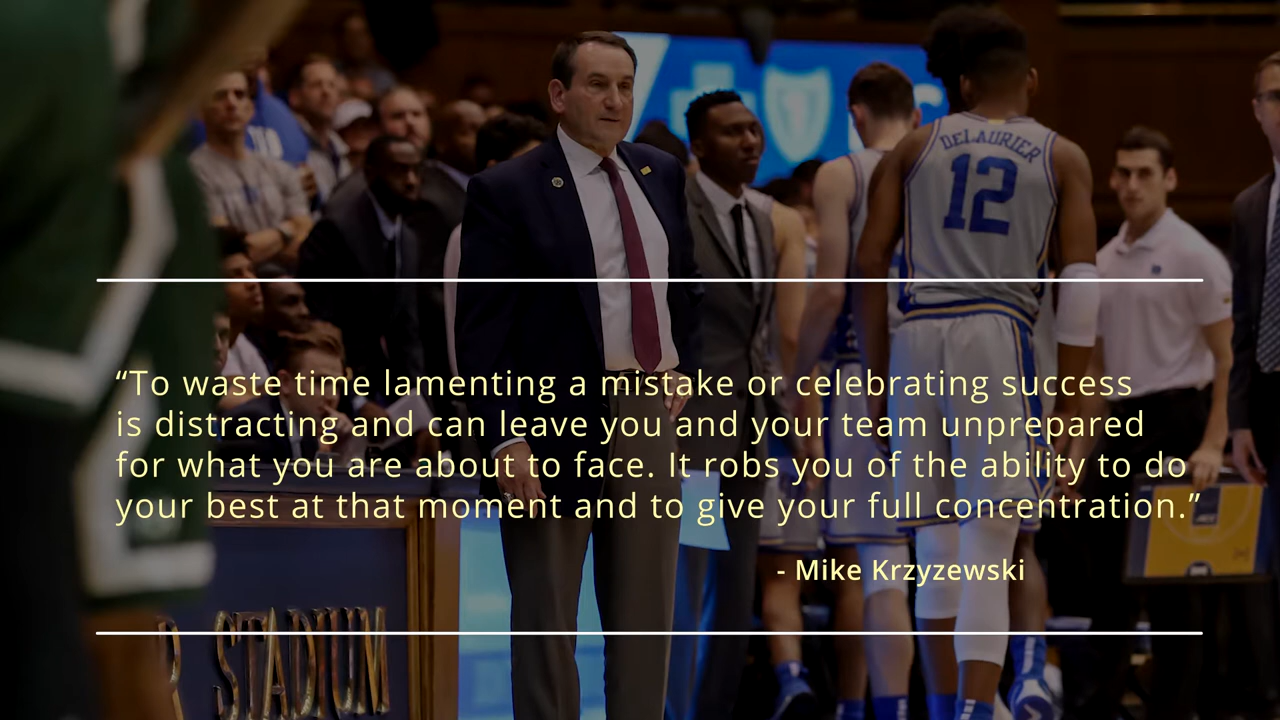 DELAURIER
12
“To waste time lamenting a mistake or celebrating success
is distracting and can leave you and your team unprepared
for what you are about to face. It robs you of the ability to do
your best at that moment and to give your full concentration.”
- Mike Krzyzewski
STADIUM